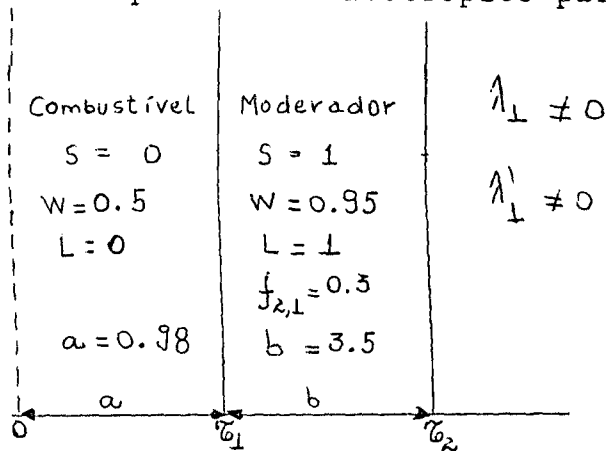 Combustível
S = 0
W = 0.5
L = 0
a = 0.98
Moderador
S = 1
W = 0.95
L = 1
f₂,₁ = 0.3
b = 3.5
λ⊥ ≠ 0
λ'⊥ ≠ 0
a
b
0
τ₁
τ₂